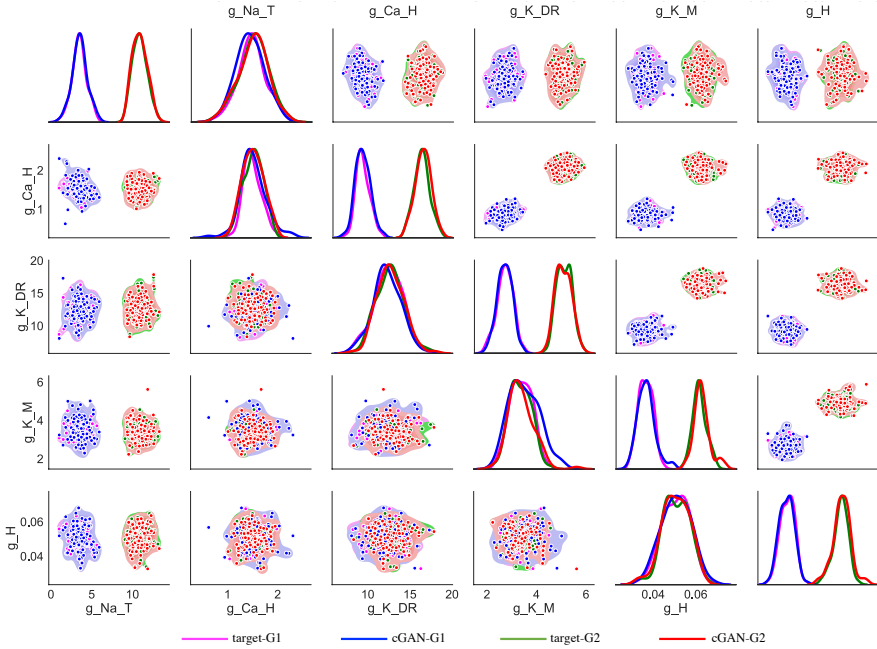 g_Na_T g_Ca_H g_K_DR g_K_M g_H
g_Ca_H
2
1
g_K_DR
20
15
10
g_K_M
6
4
2
g_H
0.06
0.04
0 5 10 1 2 10 15 20 2 4 6 0.04 0.06
g_Na_T g_Ca_H g_K_DR g_K_M g_H
target-G1 cGAN-G1 target-G2 cGAN-G2